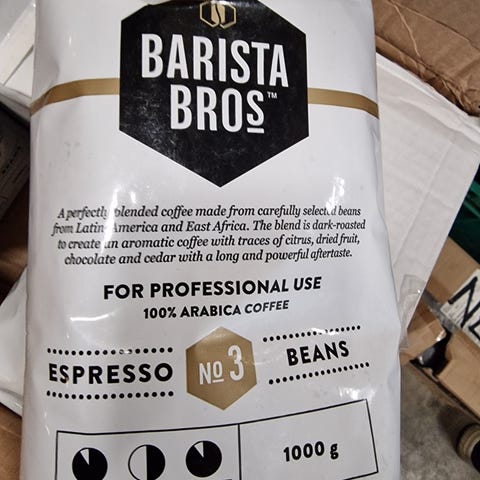 BARISTA
BROS™
A perfectly blended coffee made from carefully selected beans
from Latin America and East Africa. The blend is dark-roasted
to create an aromatic coffee with traces of citrus, dried fruit,
chocolate and cedar with a long and powerful aftertaste.
FOR PROFESSIONAL USE
100% ARABICA COFFEE
ESPRESSO No 3 BEANS
1000 g